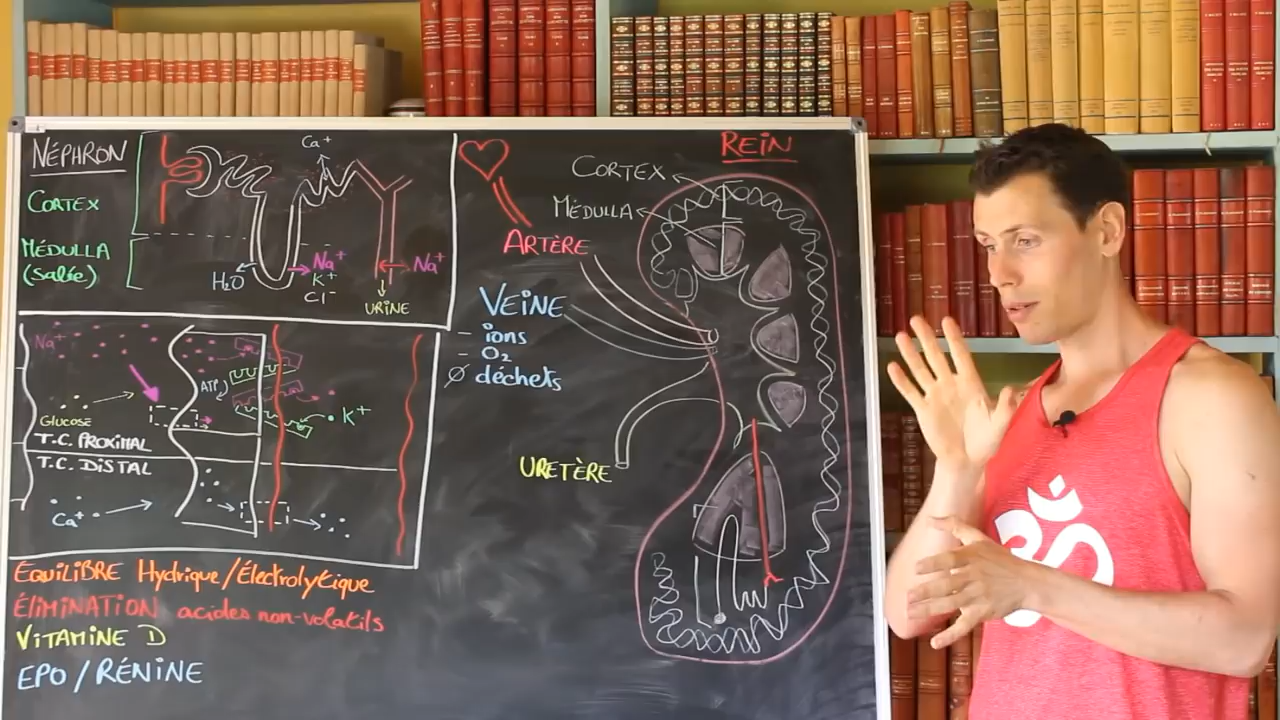 NÉPHRON
CORTEX
MÉDULLA
(salée)
Ca+
H2O
Na+
K+
Cl-
Na+
URINE
Na+
GLUCOSE
ATP
K+
T.C. PROXIMAL
T.C. DISTAL
Ca+
EQUILIBRE Hydrique/Électrolytique
ÉLIMINATION acides non-volatils
VITAMINE D
EPO/RÉNINE
REIN
CORTEX
MÉDULLA
ARTÈRE
VEINE
- ions
- O2
Ø déchets
URETÈRE
ॐ